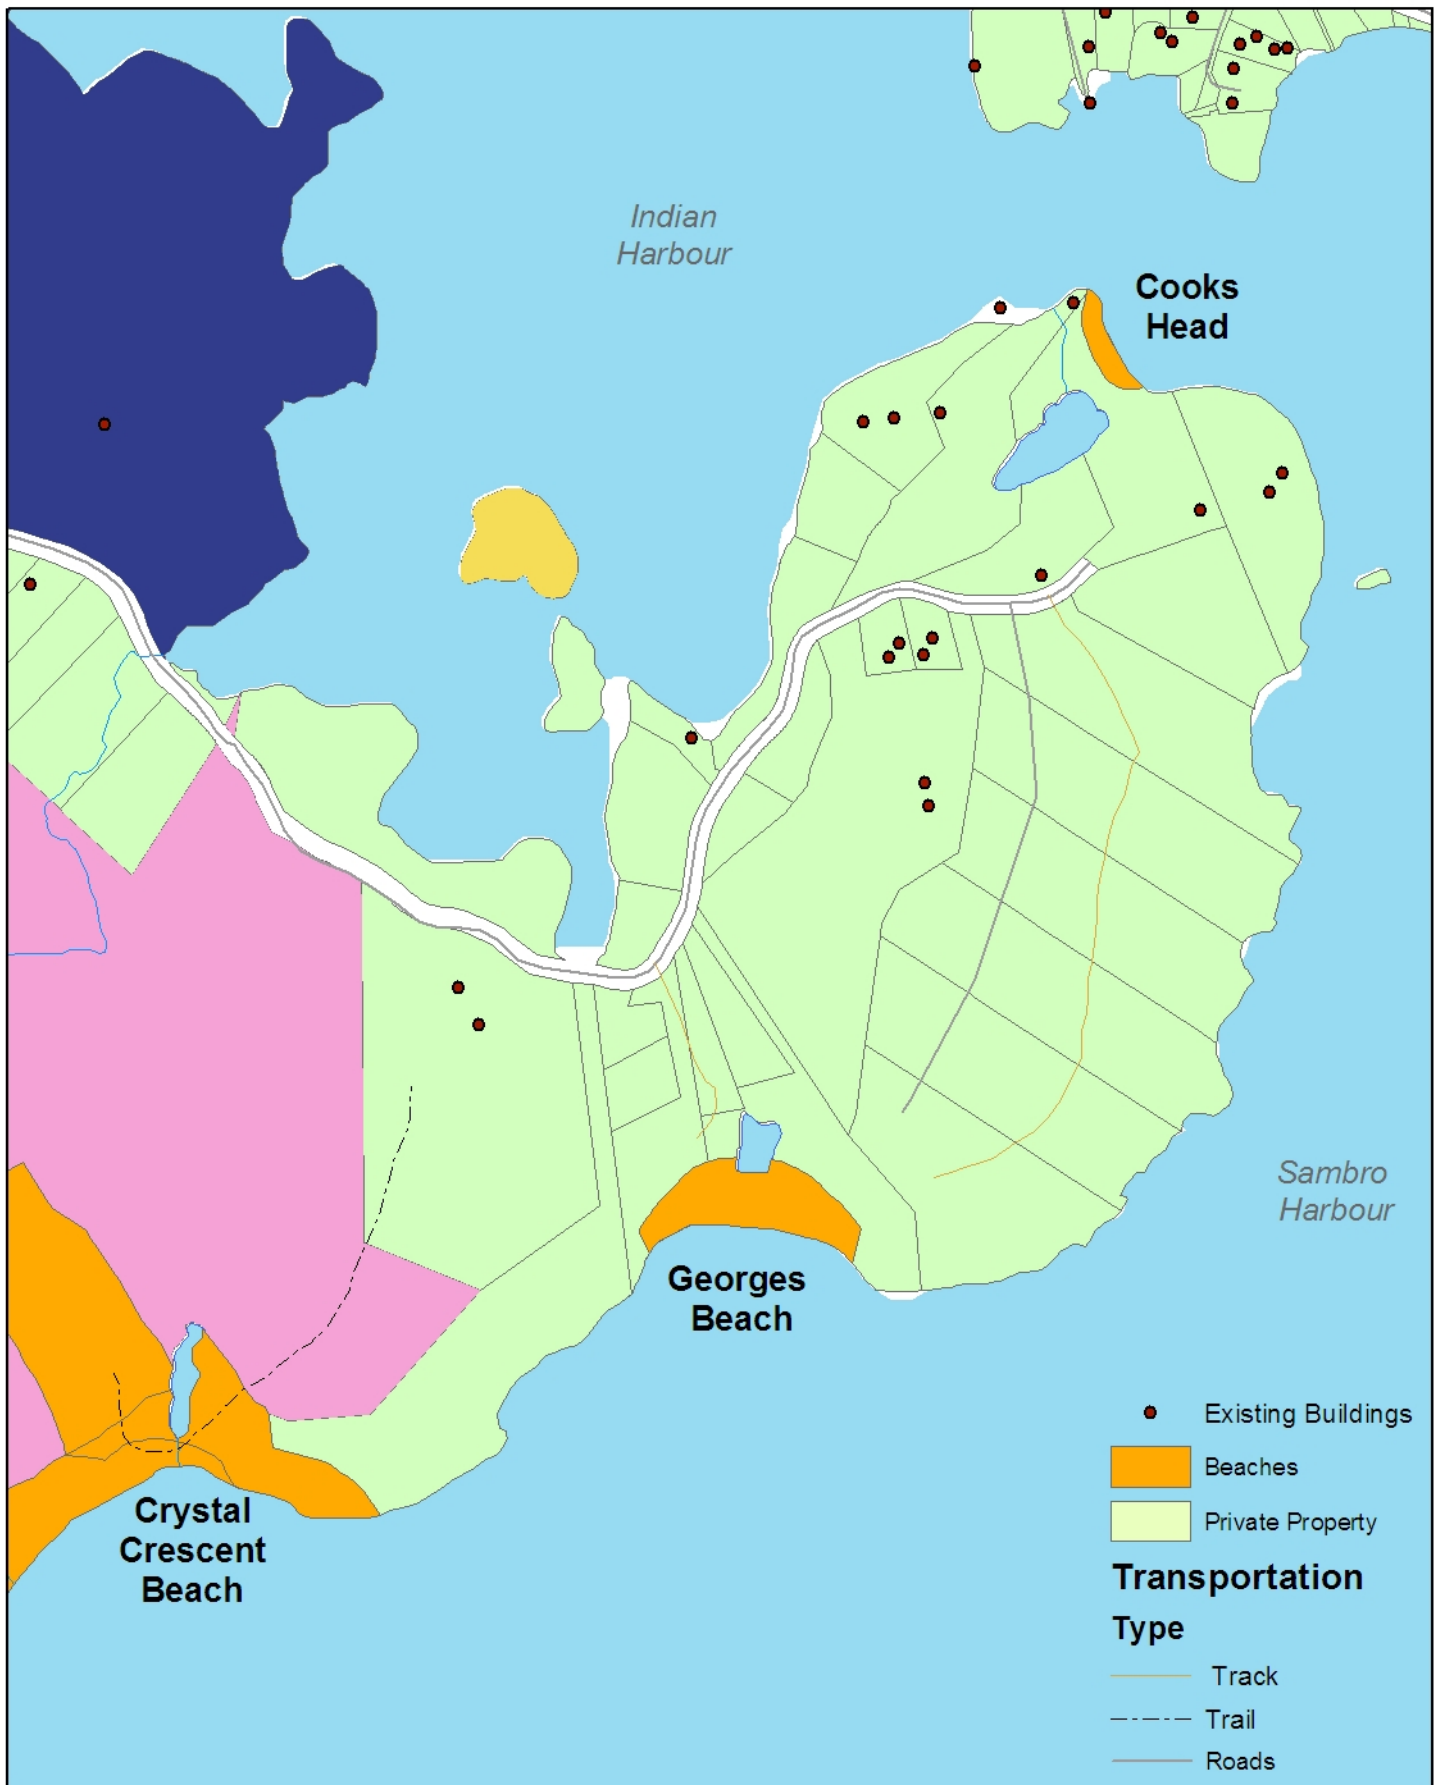 Indian
Harbour
Cooks
Head
Sambro
Harbour
Georges
Beach
Crystal
Crescent
Beach
Existing Buildings
Beaches
Private Property
Transportation
Type
Track
Trail
Roads